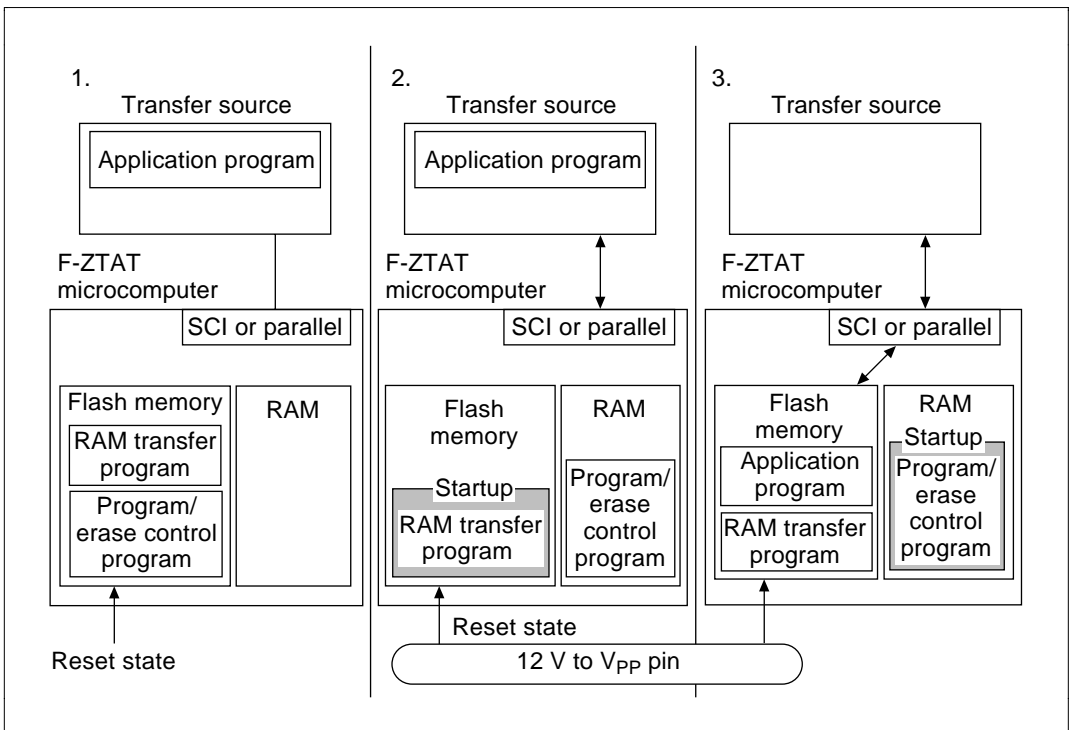 1.
Transfer source
Application program
F-ZTAT
microcomputer
SCI or parallel
Flash memory
RAM transfer
program
Program/
erase control
program
RAM
Reset state
2.
Transfer source
Application program
F-ZTAT
microcomputer
SCI or parallel
Flash
memory
Startup
RAM transfer
program
RAM
Program/
erase
control
program
Reset state
12 V to VPP pin
3.
Transfer source
F-ZTAT
microcomputer
SCI or parallel
Flash
memory
Application
program
RAM transfer
program
RAM
Startup
Program/
erase
control
program